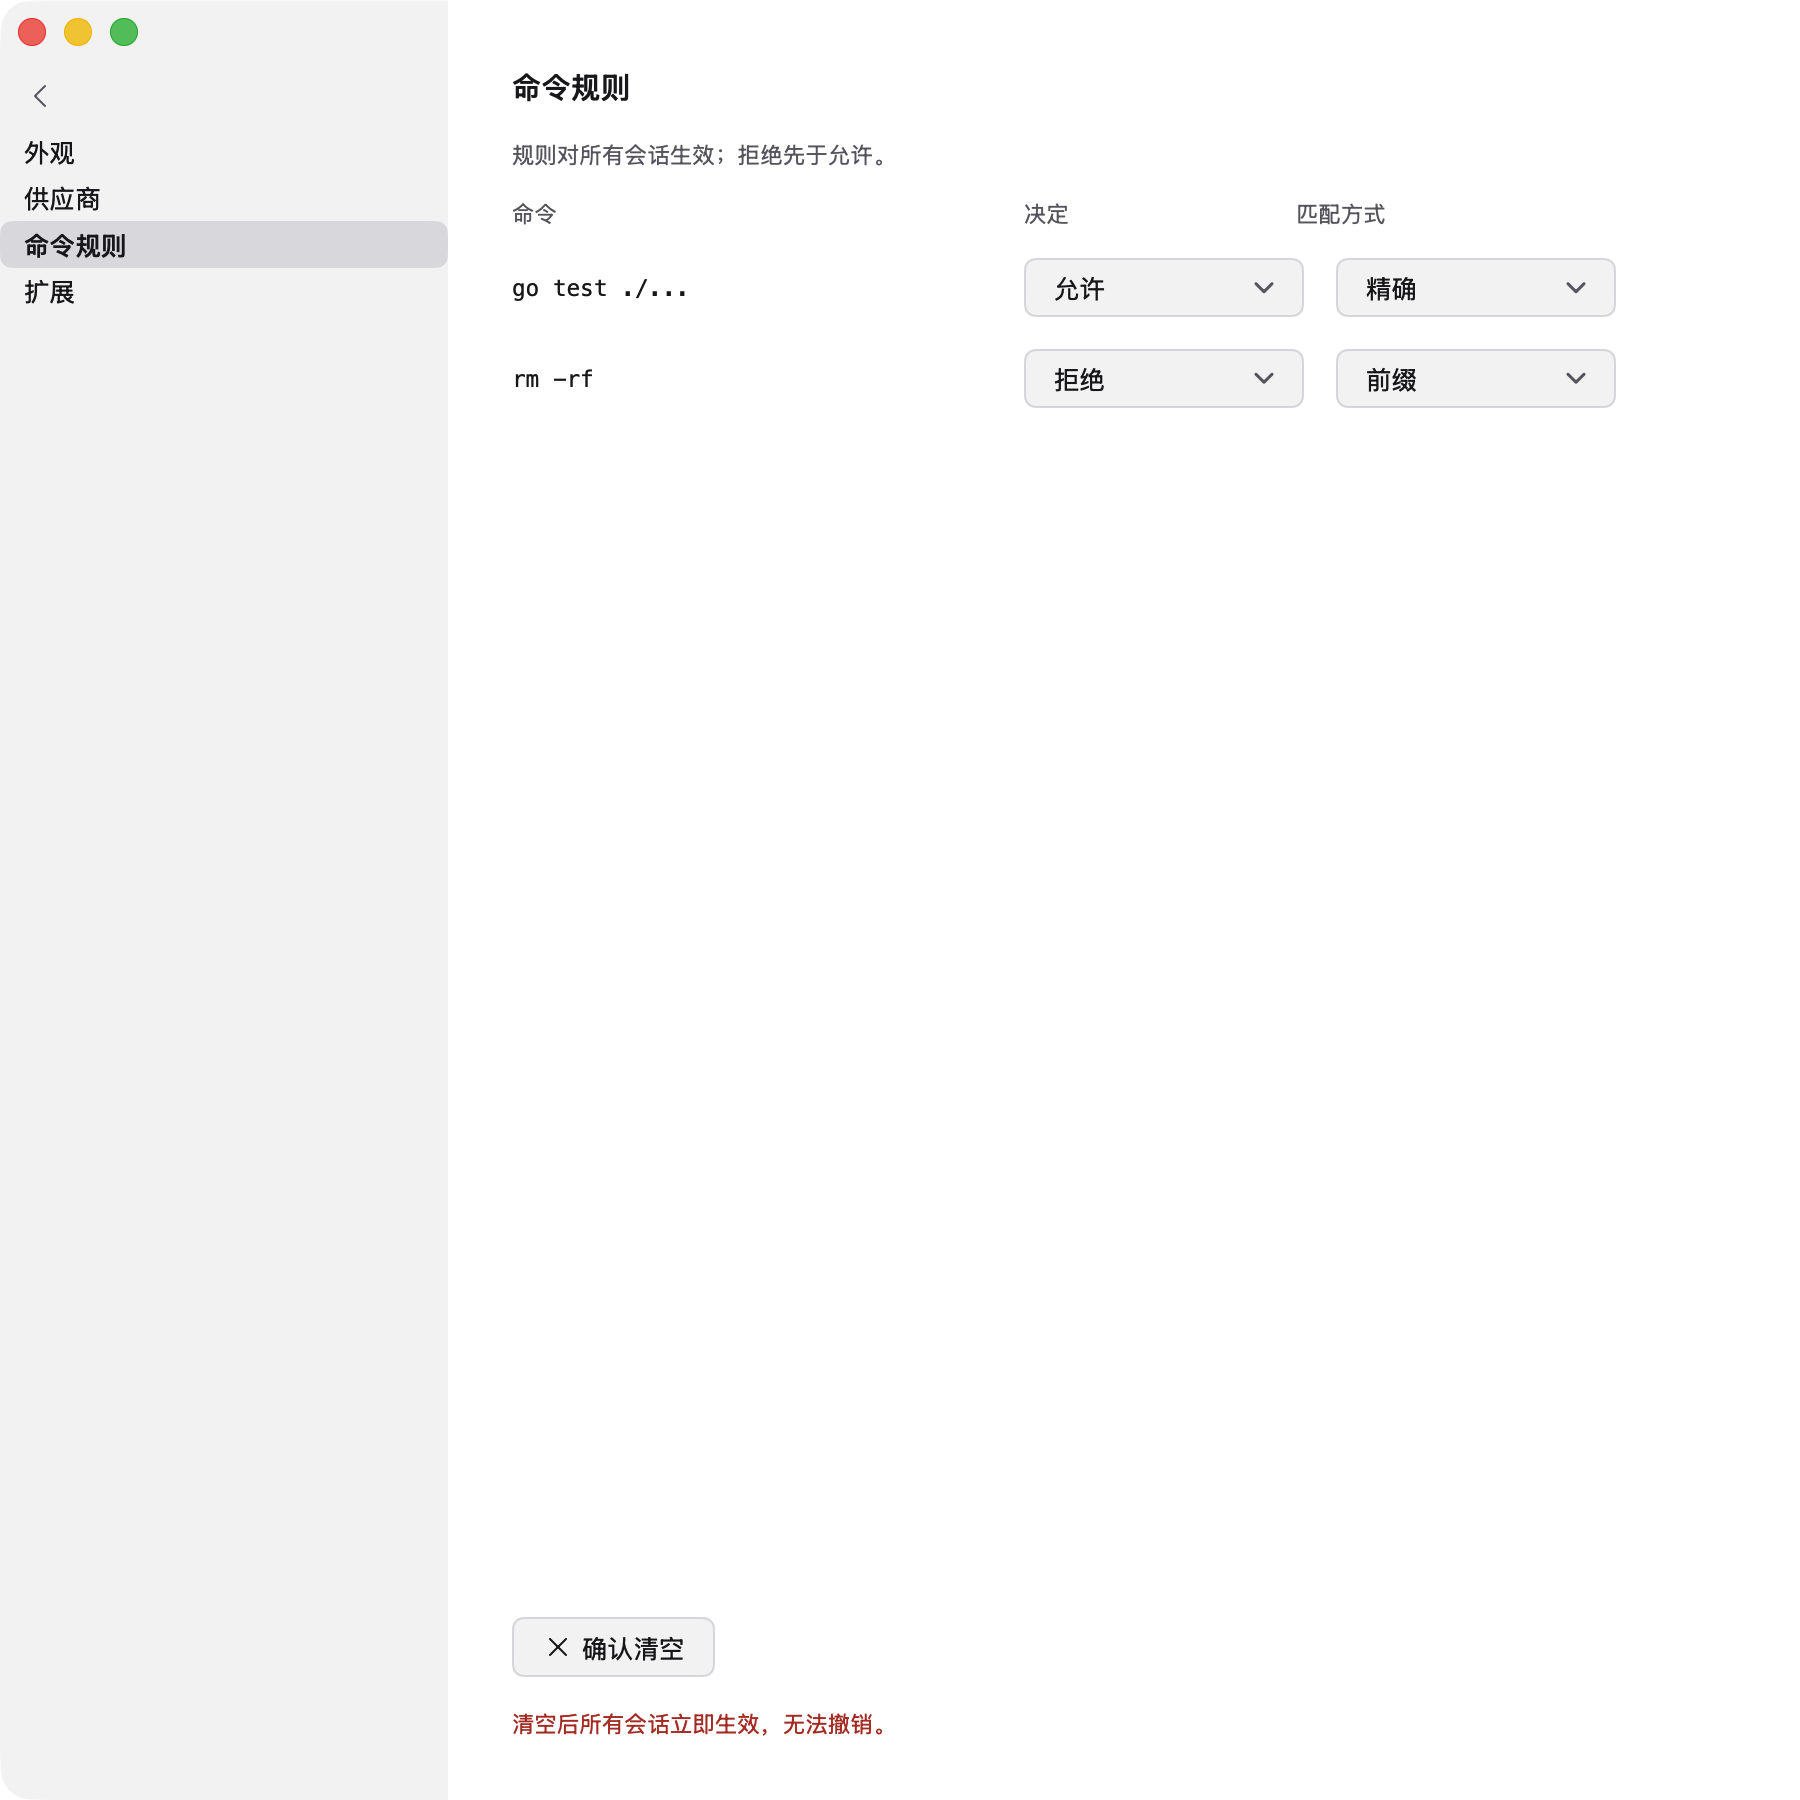 外观
供应商
命令规则
扩展
命令规则
规则对所有会话生效；拒绝先于允许。
命令 决定 匹配方式
go test ./... 允许 精确
rm -rf 拒绝 前缀
确认清空
清空后所有会话立即生效，无法撤销。